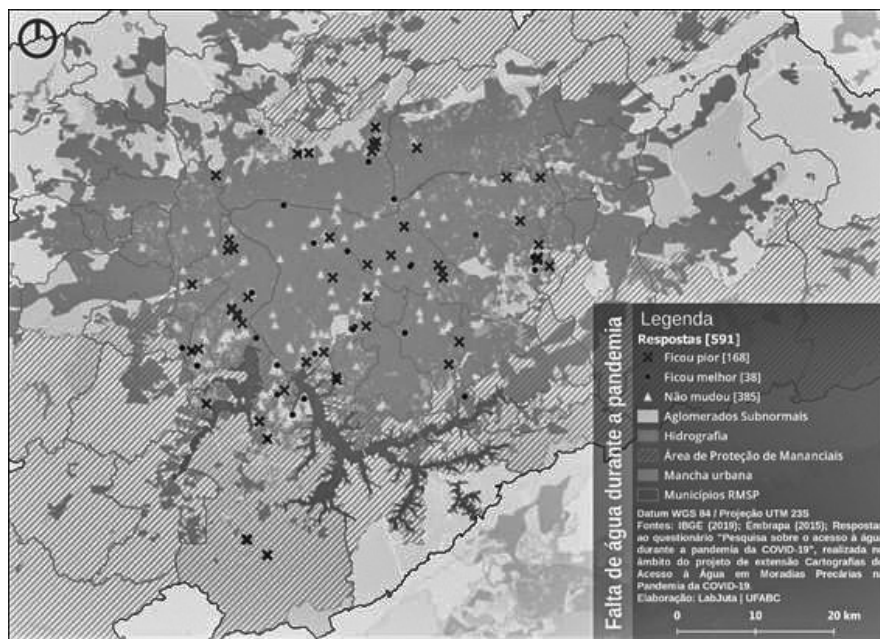 Falta de água durante a pandemia
Legenda
Respostas [591]
Ficou pior [168]
Ficou melhor [38]
Não mudou [385]
Aglomerados Subnormais
Hidrografia
Área de Proteção de Mananciais
Mancha urbana
Municípios RMSP
Datum WGS 84 / Projeção UTM 23S
Fontes: IBGE (2019); Embrapa (2015); Respostas
ao questionário "Pesquisa sobre o acesso à água
durante a pandemia da COVID-19", realizada no
âmbito do projeto de extensão Cartografias do
Acesso à Água em Moradias Precárias na
Pandemia da COVID-19.
Elaboração: LabJuta | UFABC
0 10 20 km